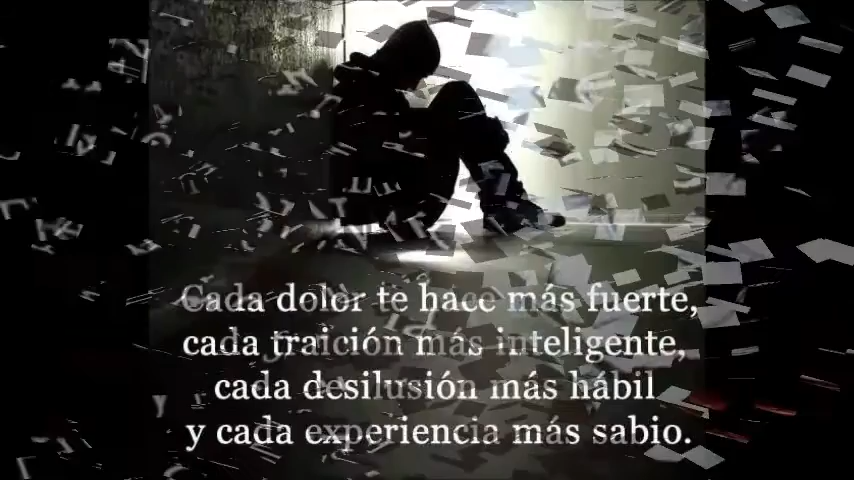 Cada dolor te hace más fuerte,
cada traición más inteligente,
cada desilusión más hábil
y cada experiencia más sabio.